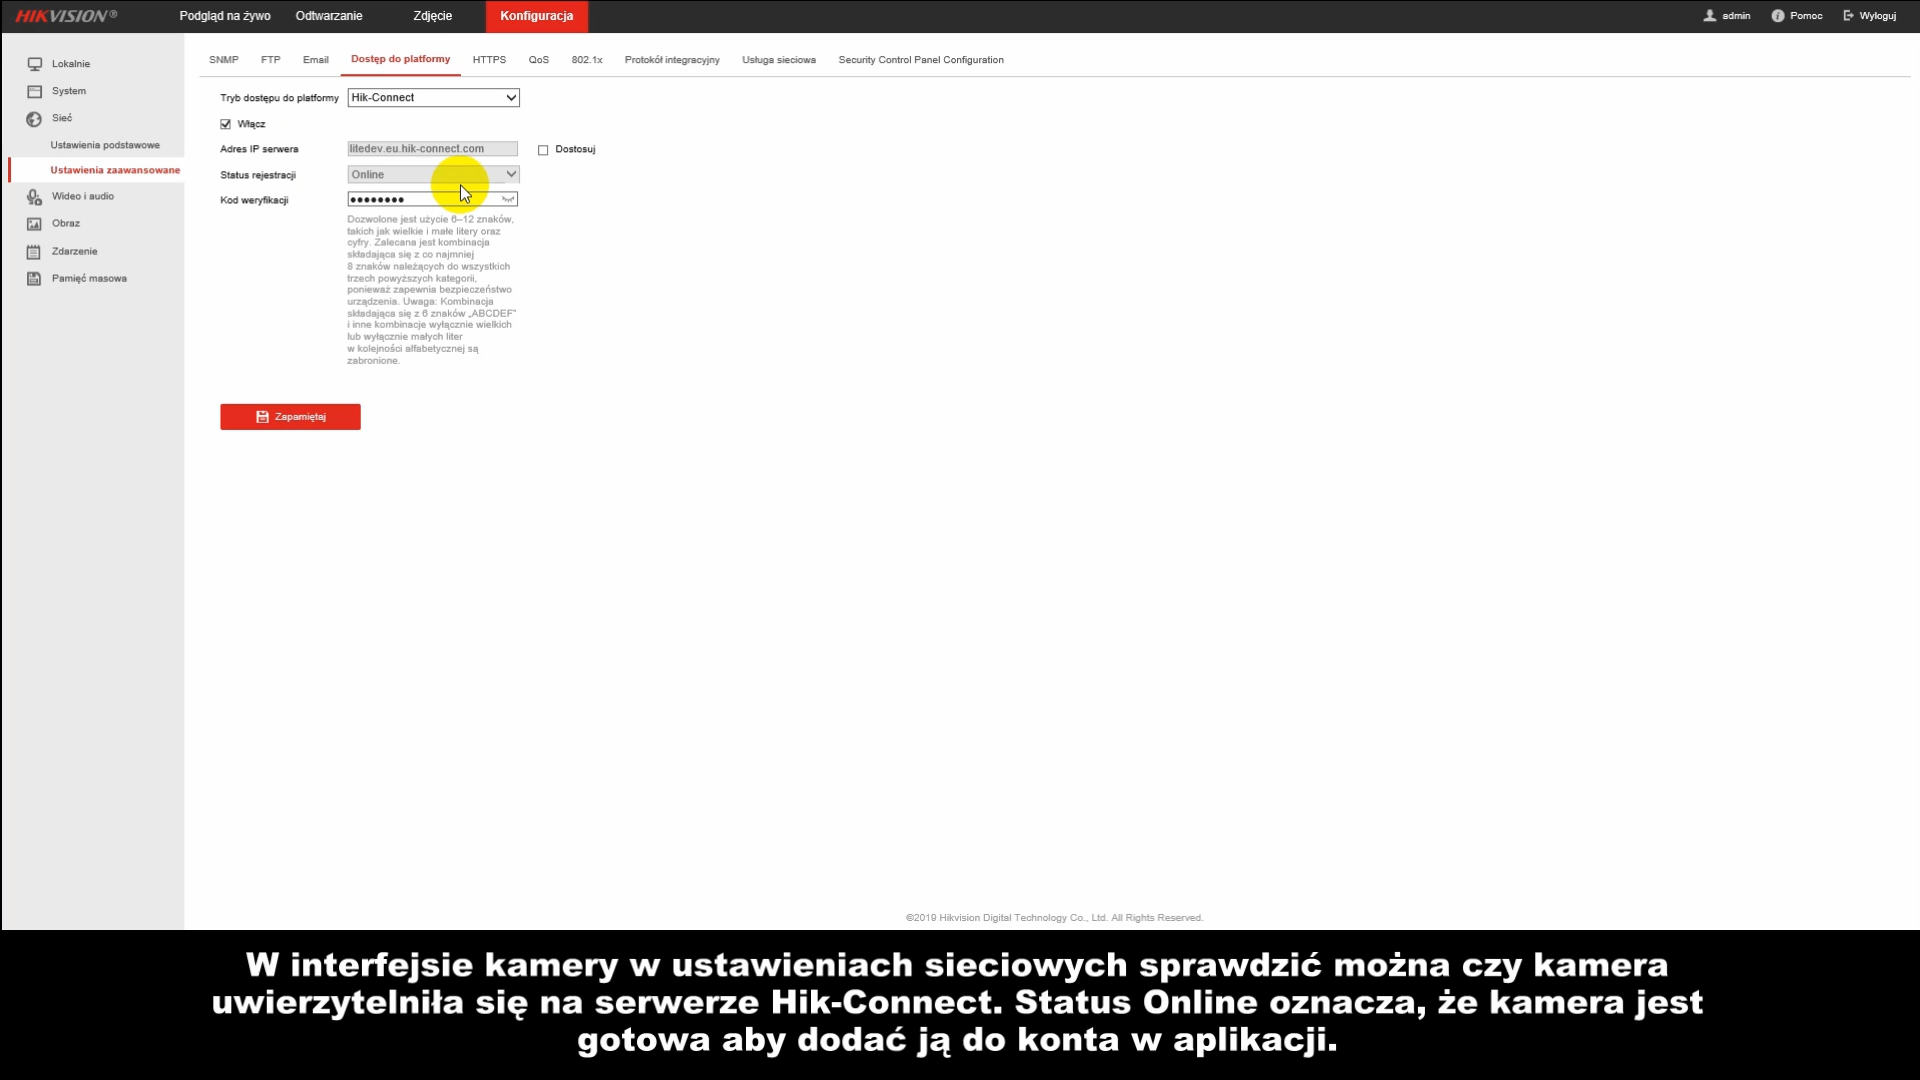 HIKVISION®
Podgląd na żywo
Odtwarzanie
Zdjęcie
Konfiguracja
admin
Pomoc
Wyloguj
Lokalnie
System
Sieć
Ustawienia podstawowe
Ustawienia zaawansowane
Wideo i audio
Obraz
Zdarzenie
Pamięć masowa
SNMP
FTP
Email
Dostęp do platformy
HTTPS
QoS
802.1x
Protokół integracyjny
Usługa sieciowa
Security Control Panel Configuration
Tryb dostępu do platformy
Hik-Connect
Włącz
Adres IP serwera
litedev.eu.hik-connect.com
Dostosuj
Status rejestracji
Online
Kod weryfikacji
●●●●●●●●
Dozwolone jest użycie 6–12 znaków,
takich jak wielkie i małe litery oraz
cyfry. Zalecana jest kombinacja
składająca się z co najmniej
8 znaków należących do wszystkich
trzech powyższych kategorii,
ponieważ zapewnia bezpieczeństwo
urządzenia. Uwaga: Kombinacja
składająca się z 6 znaków „ABCDEF”
i inne kombinacje wyłącznie wielkich
lub wyłącznie małych liter
w kolejności alfabetycznej są
zabronione.
Zapamiętaj
©2019 Hikvision Digital Technology Co., Ltd. All Rights Reserved.
W interfejsie kamery w ustawieniach sieciowych sprawdzić można czy kamera
uwierzytelniła się na serwerze Hik-Connect. Status Online oznacza, że kamera jest
gotowa aby dodać ją do konta w aplikacji.